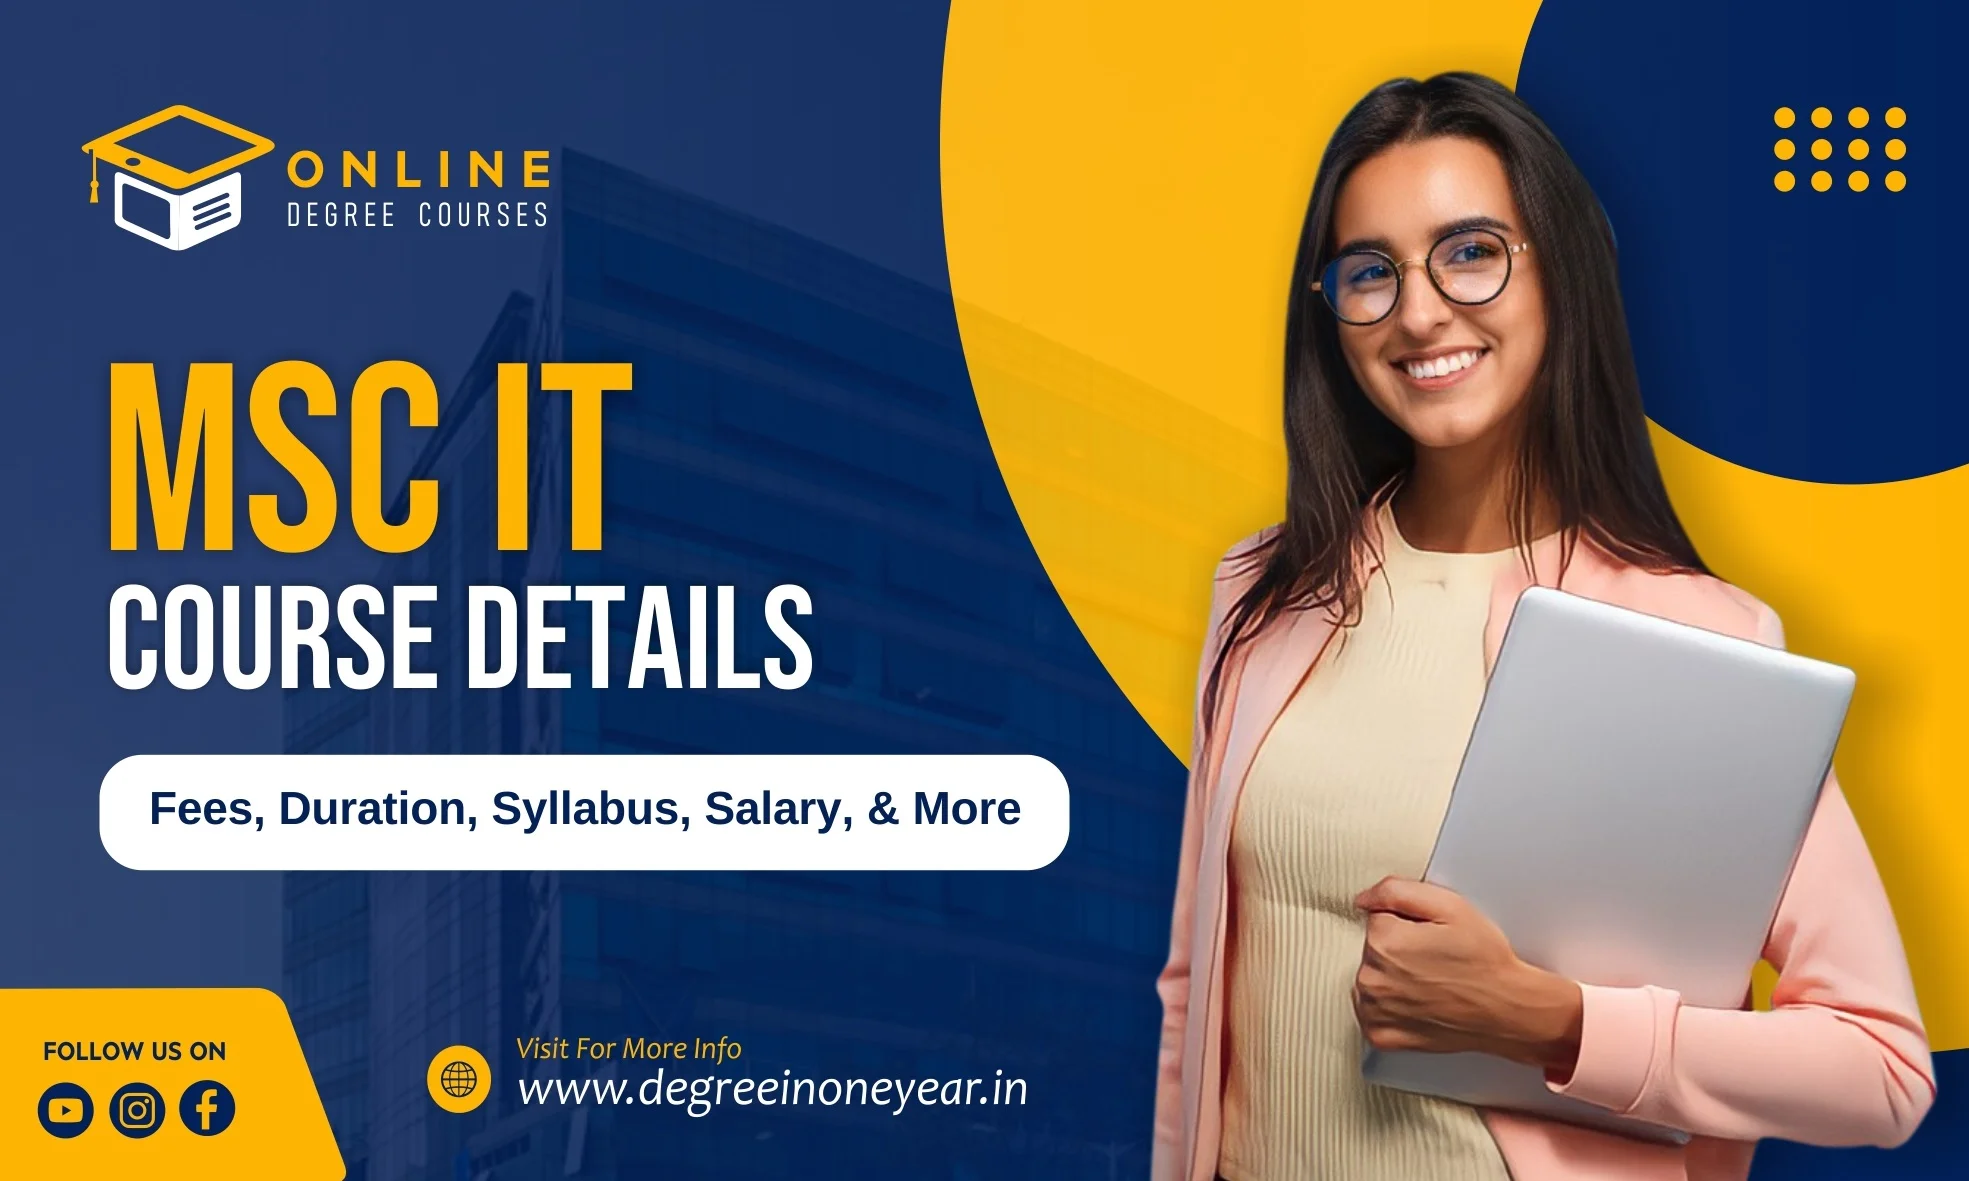 ONLINE
DEGREE COURSES
MSC IT
COURSE DETAILS
Fees, Duration, Syllabus, Salary, & More
FOLLOW US ON
Visit For More Info
www.degreeinoneyear.in